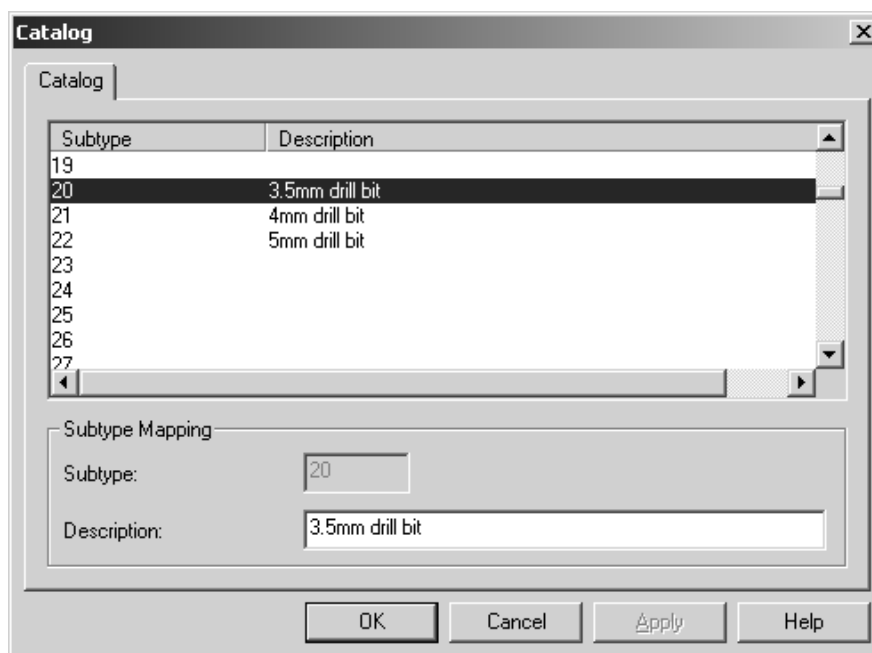 Catalog
Catalog
Subtype Description
19
20 3.5mm drill bit
21 4mm drill bit
22 5mm drill bit
23
24
25
26
27
Subtype Mapping
Subtype: 20
Description: 3.5mm drill bit
OK Cancel Apply Help